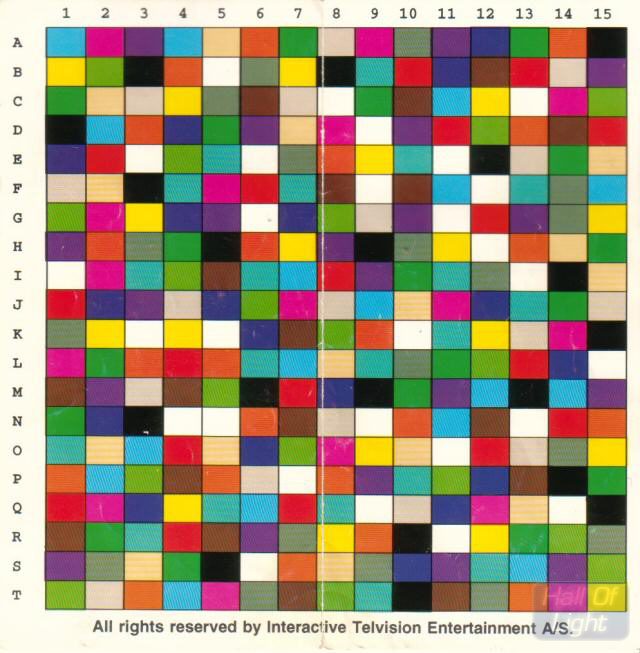 1 2 3 4 5 6 7 8 9 10 11 12 13 14 15
A
B
C
D
E
F
G
H
I
J
K
L
M
N
O
P
Q
R
S
T
Hall Of
Light
All rights reserved by Interactive Telvision Entertainment A/S.